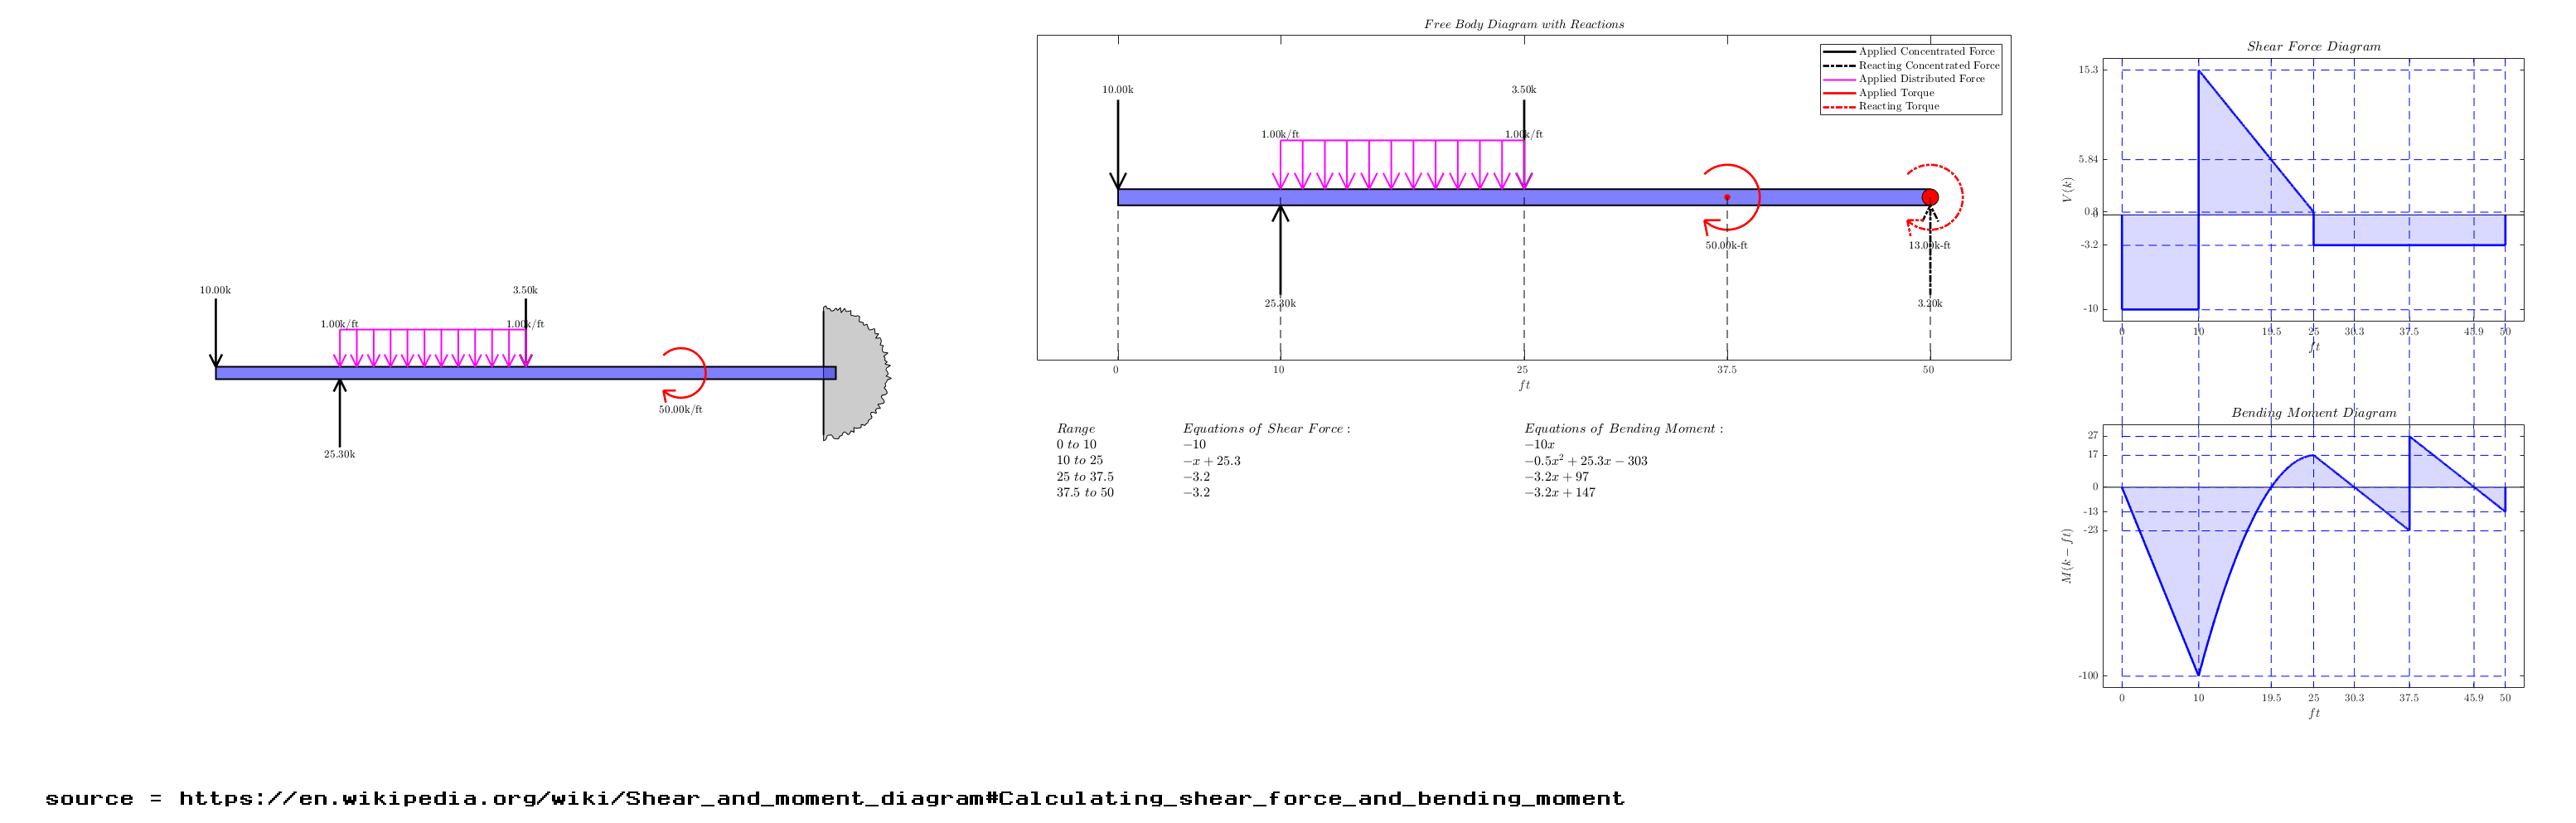 10.00k
3.50k
1.00k/ft
1.00k/ft
50.00k/ft
25.30k
Free Body Diagram with Reactions
Applied Concentrated Force
Reacting Concentrated Force
Applied Distributed Force
Applied Torque
Reacting Torque
10.00k
3.50k
1.00k/ft
1.00k/ft
50.00k-ft
13.00k-ft
25.30k
3.20k
0 10 25 37.5 50
ft
Range Equations of Shear Force : Equations of Bending Moment :
0 to 10 −10 −10x
10 to 25 −x + 25.3 −0.5x² + 25.3x − 303
25 to 37.5 −3.2 −3.2x + 97
37.5 to 50 −3.2 −3.2x + 147
Shear Force Diagram
15.3
5.84
0.3
0
-3.2
-10
V(k)
0 10 19.5 25 30.3 37.5 45.9 50
ft
Bending Moment Diagram
27
17
0
-13
-23
-100
M(k − ft)
0 10 19.5 25 30.3 37.5 45.9 50
ft
source = https://en.wikipedia.org/wiki/Shear_and_moment_diagram#Calculating_shear_force_and_bending_moment